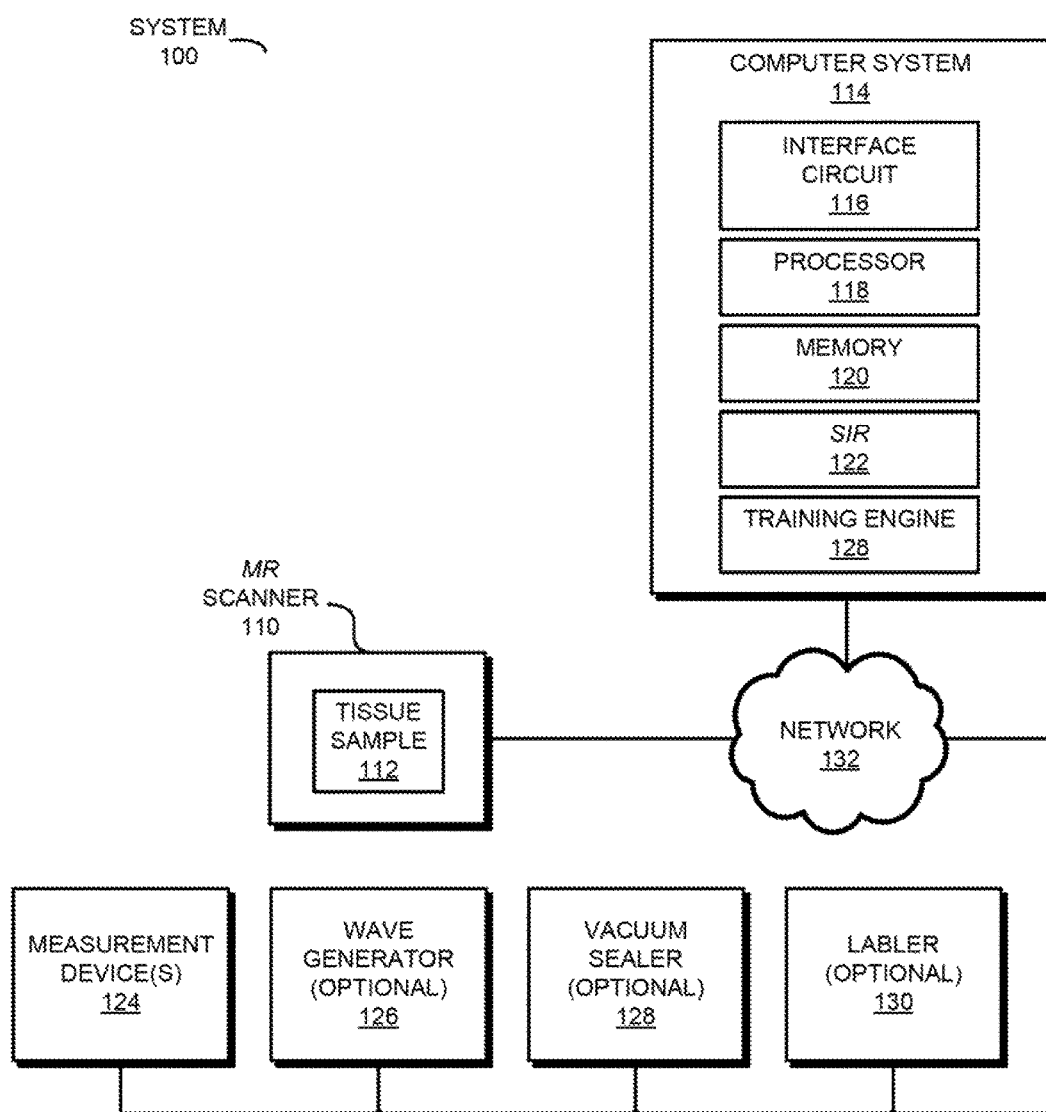 SYSTEM
100
COMPUTER SYSTEM
114
INTERFACE
CIRCUIT
116
PROCESSOR
118
MEMORY
120
SIR
122
TRAINING ENGINE
128
MR
SCANNER
110
TISSUE
SAMPLE
112
NETWORK
132
MEASUREMENT
DEVICE(S)
124
WAVE
GENERATOR
(OPTIONAL)
126
VACUUM
SEALER
(OPTIONAL)
128
LABLER
(OPTIONAL)
130